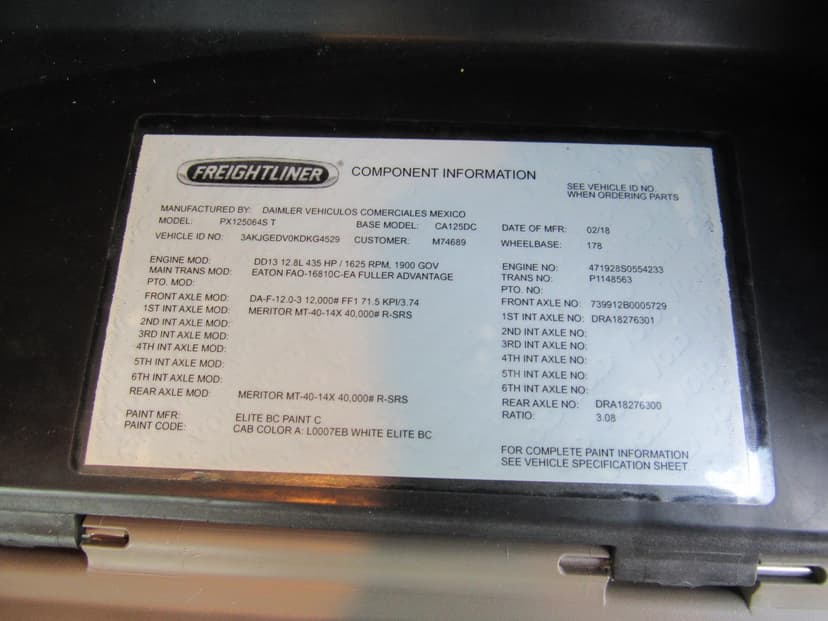 FREIGHTLINER ® COMPONENT INFORMATION
SEE VEHICLE ID NO.
WHEN ORDERING PARTS
MANUFACTURED BY: DAIMLER VEHICULOS COMERCIALES MEXICO
MODEL: PX125064S T BASE MODEL: CA125DC DATE OF MFR: 02/18
VEHICLE ID NO: 3AKJGEDV0KDKG4529 CUSTOMER: M74689 WHEELBASE: 178
ENGINE MOD: DD13 12.8L 435 HP / 1625 RPM, 1900 GOV ENGINE NO: 471928S0554233
MAIN TRANS MOD: EATON FAO-16810C-EA FULLER ADVANTAGE TRANS NO: P1148563
PTO. MOD: PTO. NO:
FRONT AXLE MOD: DA-F-12.0-3 12,000# FF1 71.5 KPI/3.74 FRONT AXLE NO: 739912B0005729
1ST INT AXLE MOD: MERITOR MT-40-14X 40,000# R-SRS 1ST INT AXLE NO: DRA18276301
2ND INT AXLE MOD: 2ND INT AXLE NO:
3RD INT AXLE MOD: 3RD INT AXLE NO:
4TH INT AXLE MOD: 4TH INT AXLE NO:
5TH INT AXLE MOD: 5TH INT AXLE NO:
6TH INT AXLE MOD: 6TH INT AXLE NO:
REAR AXLE MOD: MERITOR MT-40-14X 40,000# R-SRS REAR AXLE NO: DRA18276300
RATIO: 3.08
PAINT MFR: ELITE BC PAINT C
PAINT CODE: CAB COLOR A: L0007EB WHITE ELITE BC
FOR COMPLETE PAINT INFORMATION
SEE VEHICLE SPECIFICATION SHEET